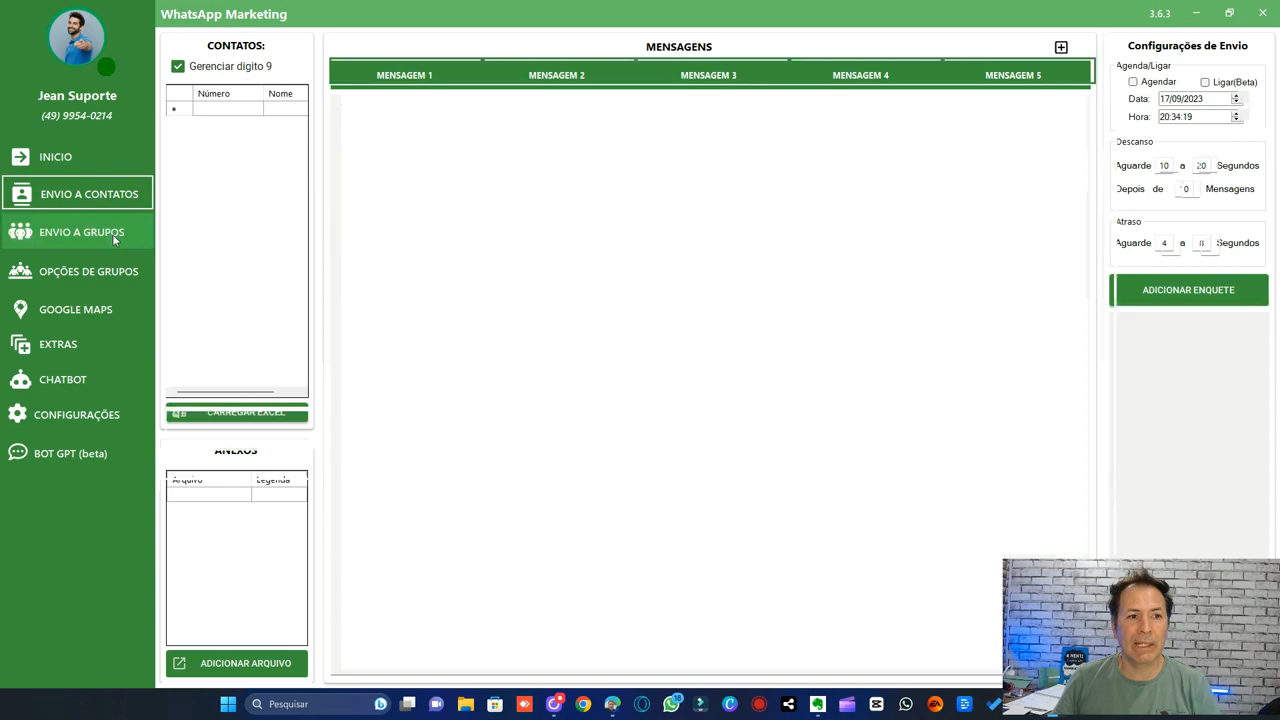 WhatsApp Marketing
3.6.3
Jean Suporte
(49) 9954-0214
INICIO
ENVIO A CONTATOS
ENVIO A GRUPOS
OPÇÕES DE GRUPOS
GOOGLE MAPS
EXTRAS
CHATBOT
CONFIGURAÇÕES
BOT GPT (beta)
CONTATOS:
Gerenciar digito 9
Número Nome
CARREGAR EXCEL
ANEXOS
Arquivo Legenda
ADICIONAR ARQUIVO
MENSAGENS
MENSAGEM 1 MENSAGEM 2 MENSAGEM 3 MENSAGEM 4 MENSAGEM 5
Configurações de Envio
Agenda/Ligar
Agendar Ligar(Beta)
Data: 17/09/2023
Hora: 20:34:19
Descanso
Aguarde 10 a 20 Segundos
Depois de Mensagens
Atraso
Aguarde 4 a 8 Segundos
ADICIONAR ENQUETE
Pesquisar